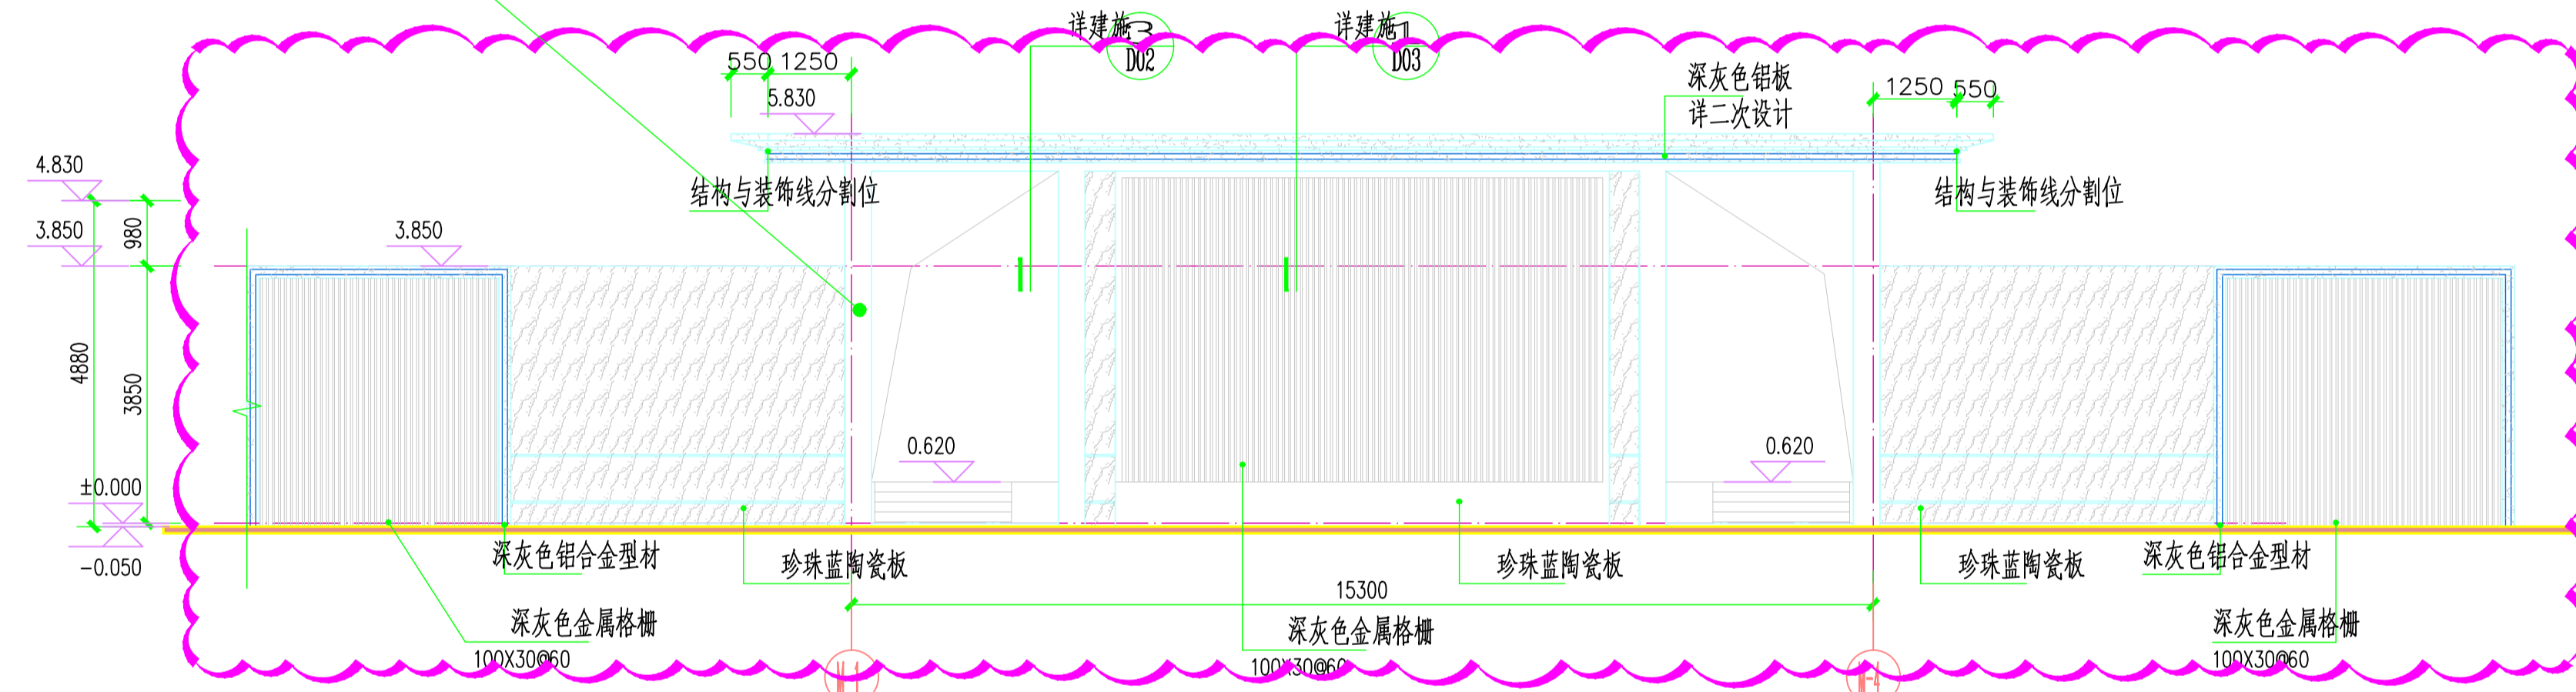 详建施
3
D02
详建施
1
D03
550 1250
5.830
深灰色铝板
详二次设计
1250 550
4.830
3.850
980
3.850
结构与装饰线分割位
结构与装饰线分割位
4880
3850
0.620
0.620
±0.000
-0.050
深灰色铝合金型材
珍珠蓝陶瓷板
珍珠蓝陶瓷板
珍珠蓝陶瓷板
深灰色铝合金型材
15300
深灰色金属格栅
100X30@60
深灰色金属格栅
100X30@60
深灰色金属格栅
100X30@60
M-1
M-4